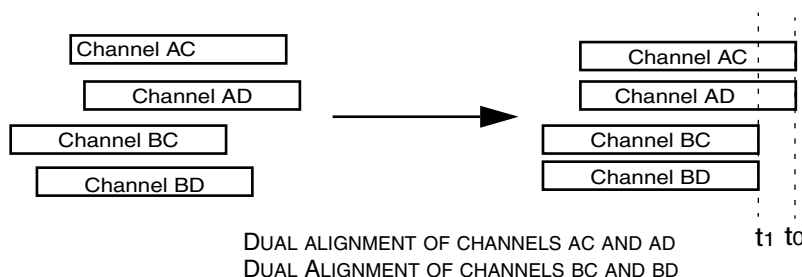 Channel AC
Channel AD
Channel BC
Channel BD
Channel AC
Channel AD
Channel BC
Channel BD
t1 t0
DUAL ALIGNMENT OF CHANNELS AC AND AD
DUAL ALIGNMENT OF CHANNELS BC AND BD